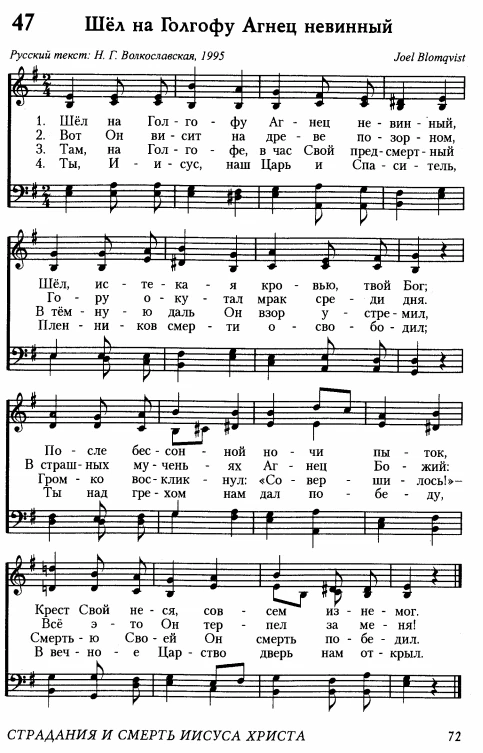 47 Шёл на Голгофу Агнец невинный
Русский текст: Н. Г. Волкославская, 1995 Joel Blomqvist
1. Шёл на Гол - го - фу Аг - нец не - вин - ный,
2. Вот Он ви - сит на дре - ве по - зор - ном,
3. Там, на Гол - го - фе, в час Свой пред - смерт - ный
4. Ты, И - и - сус, наш Царь и Спа - си - тель,
Шёл, ис - те - ка - я кро - вью, твой Бог;
Го - ру о - ку - тал мрак сре - ди дня.
В тём - ну - ю даль Он взор у - стре - мил,
Плен - ни - ков смер - ти о - сво - бо - дил;
По - сле бес - сон - ной но - чи пы - ток,
В страш - ных му - чень - ях Аг - нец Бо - жий:
Гром - ко вос - клик - нул: «Со - вер - ши - лось!»–
Ты над гре - хом нам дал по - бе - ду,
Крест Свой не - ся, сов - сем из - не - мог.
Всё э - то Он тер - пел за ме - ня!
Смертью Сво - ей Он смерть по - бе - дил.
В веч - но - е Цар - ство дверь нам от - крыл.
СТРАДАНИЯ И СМЕРТЬ ИИСУСА ХРИСТА 72